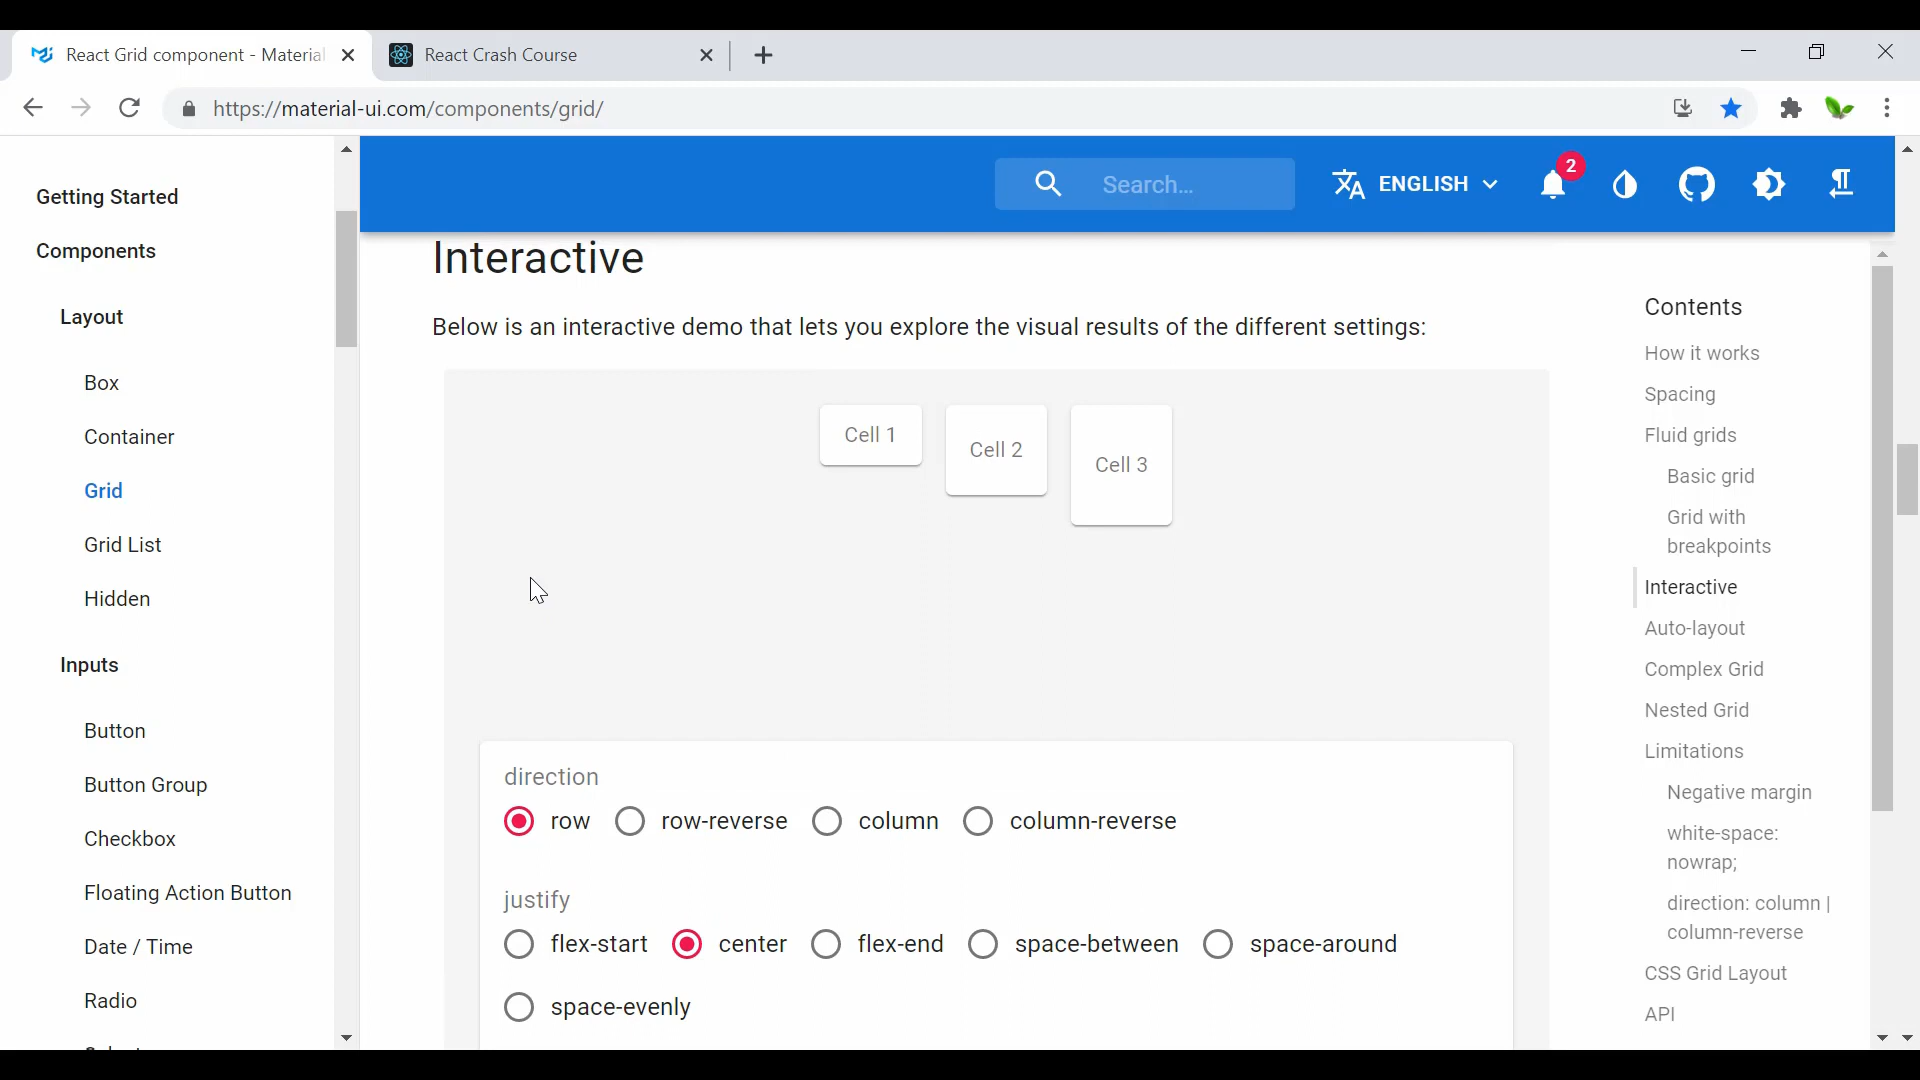 React Grid component - Material
React Crash Course
https://material-ui.com/components/grid/
Getting Started
Components
Layout
Box
Container
Grid
Grid List
Hidden
Inputs
Button
Button Group
Checkbox
Floating Action Button
Date / Time
Radio
Search…
ENGLISH
2
Interactive
Below is an interactive demo that lets you explore the visual results of the different settings:
Cell 1
Cell 2
Cell 3
direction
row row-reverse column column-reverse
justify
flex-start center flex-end space-between space-around
space-evenly
Contents
How it works
Spacing
Fluid grids
Basic grid
Grid with
breakpoints
Interactive
Auto-layout
Complex Grid
Nested Grid
Limitations
Negative margin
white-space:
nowrap;
direction: column |
column-reverse
CSS Grid Layout
API